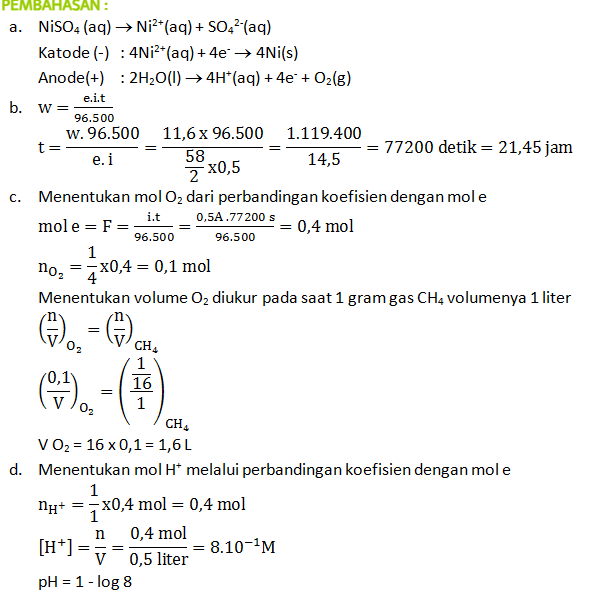 PEMBAHASAN :
a. NiSO₄ (aq) → Ni²⁺(aq) + SO₄²⁻(aq)
Katode (-) : 4Ni²⁺(aq) + 4e⁻ → 4Ni(s)
Anode(+) : 2H₂O(l) → 4H⁺(aq) + 4e⁻ + O₂(g)
b. w = e.i.t / 96.500
t = w. 96.500 / e. i = 11,6 x 96.500 / (58/2 x0,5) = 1.119.400 / 14,5 = 77200 detik = 21,45 jam
c. Menentukan mol O₂ dari perbandingan koefisien dengan mol e
mol e = F = i.t / 96.500 = 0,5A .77200 s / 96.500 = 0,4 mol
n_O₂ = 1/4 x0,4 = 0,1 mol
Menentukan volume O₂ diukur pada saat 1 gram gas CH₄ volumenya 1 liter
(n/V)_O₂ = (n/V)_CH₄
(0,1/V)_O₂ = ((1/16)/1)_CH₄
V O₂ = 16 x 0,1 = 1,6 L
d. Menentukan mol H⁺ melalui perbandingan koefisien dengan mol e
n_H⁺ = 1/1 x0,4 mol = 0,4 mol
[H⁺] = n/V = 0,4 mol / 0,5 liter = 8.10⁻¹M
pH = 1 - log 8